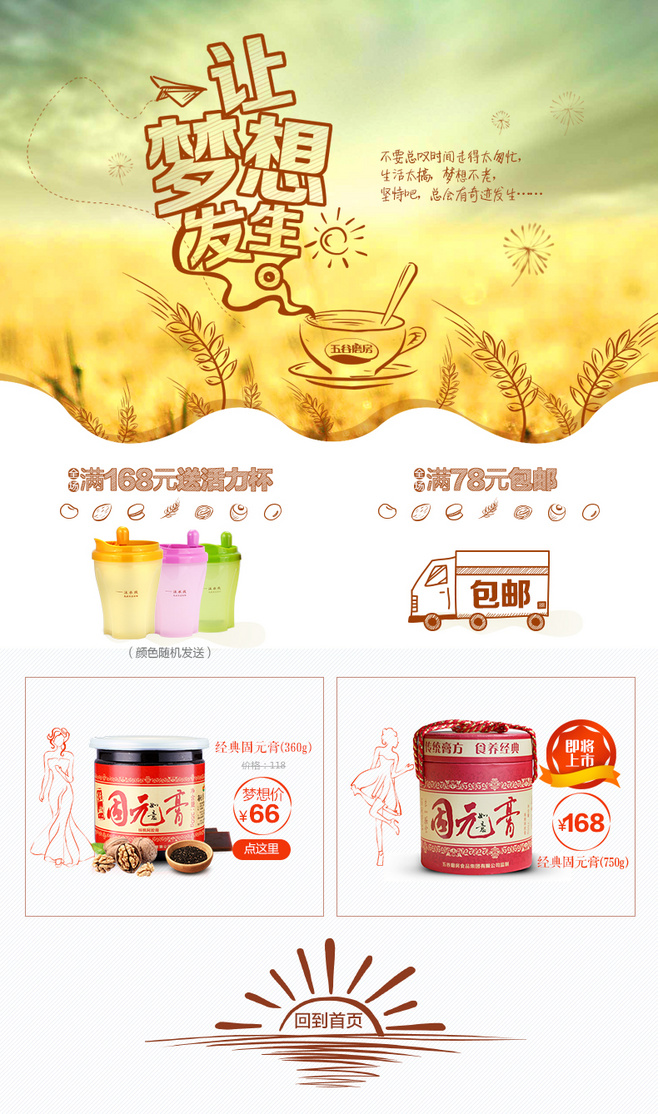 让
梦想
发生
不要总叹时间走得太匆忙,
生活太搞,梦想不老,
坚持吧,总会有奇迹发生……
五谷磨房
全场满168元送活力杯
全场满78元包邮
包邮
(颜色随机发送)
经典固元膏(360g)
价格:118
梦想价
¥66
点这里
固元膏
如意
传统膏方 食养经典
即将
上市
固元膏
如意
¥168
经典固元膏(750g)
回到首页